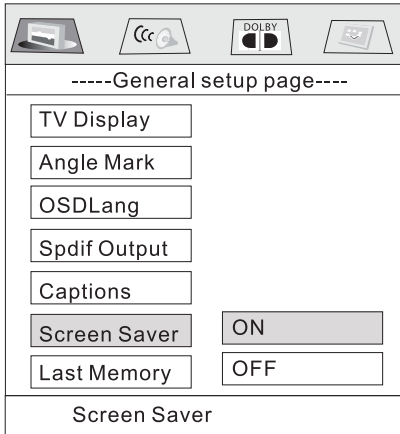 DOLBY
-----General setup page----
TV Display
Angle Mark
OSDLang
Spdif Output
Captions
Screen Saver ON
Last Memory OFF
Screen Saver